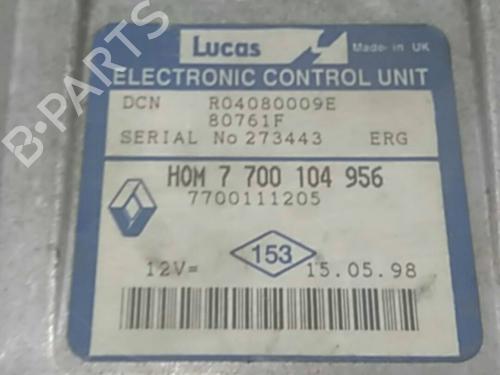 Lucas
Made in UK
ELECTRONIC CONTROL UNIT
DCN R04080009E
80761F
SERIAL No 273443 ERG
HOM 7 700 104 956
7700111205
153
12V= 15.05.98